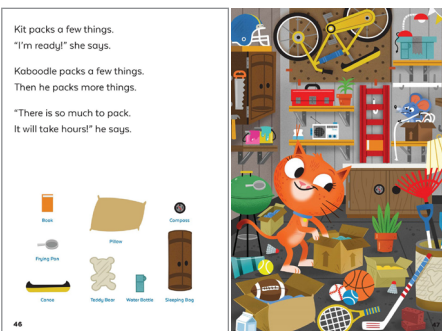 Kit packs a few things.
"I'm ready!" she says.
Kaboodle packs a few things.
Then he packs more things.
"There is so much to pack.
It will take hours!" he says.
Book
Pillow
Compass
Frying Pan
Canoe
Teddy Bear
Water Bottle
Sleeping Bag
46